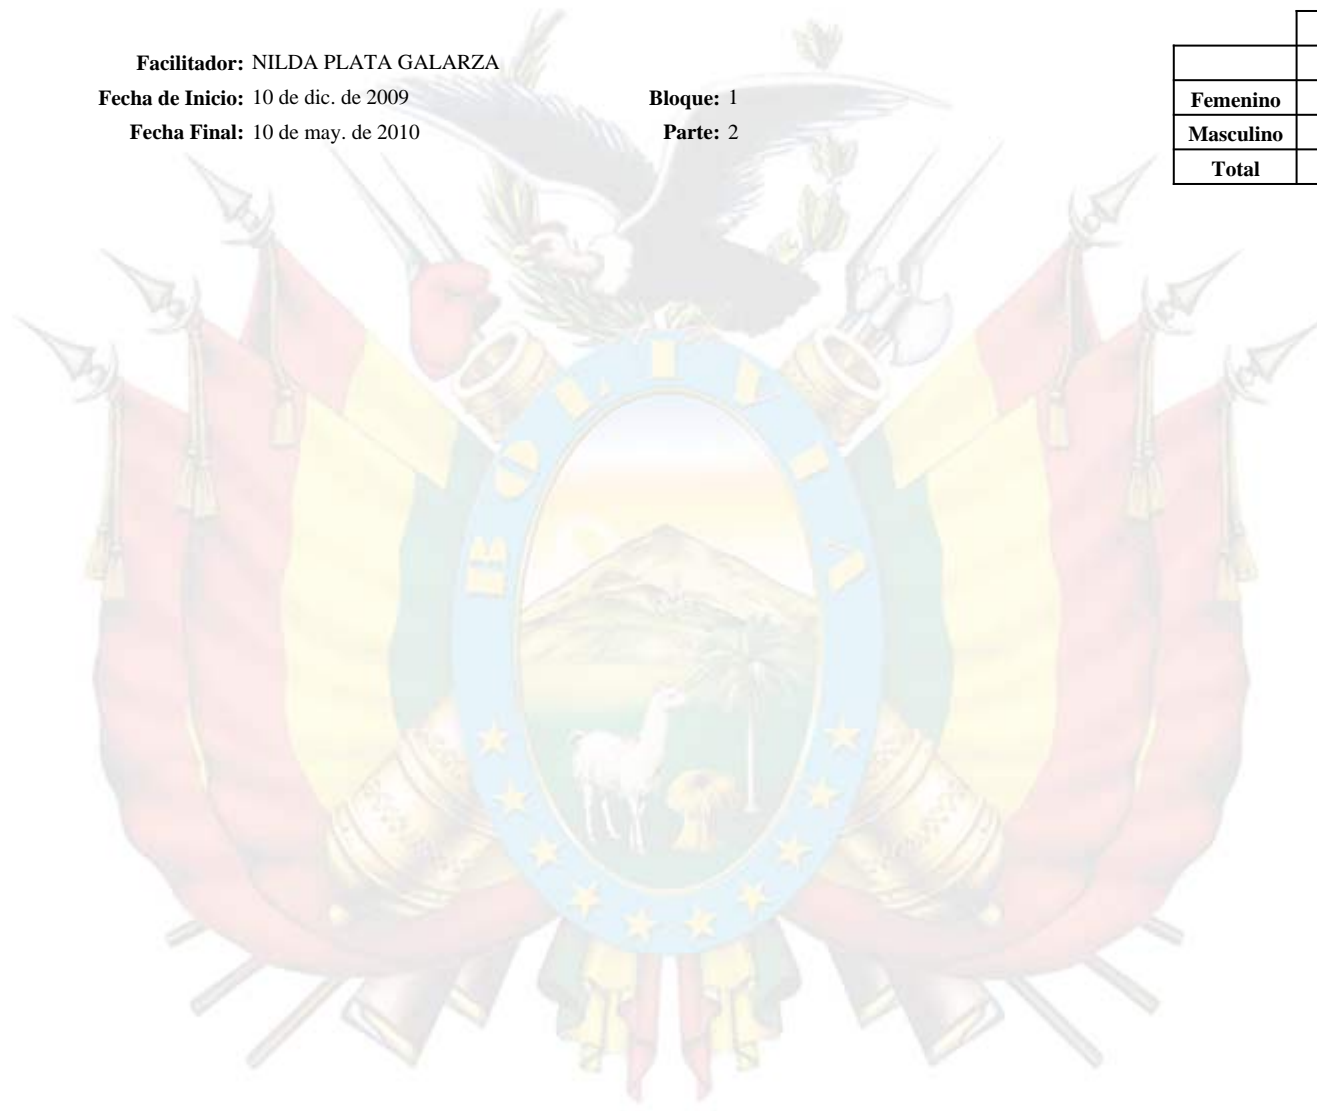 Facilitador: NILDA PLATA GALARZA
Fecha de Inicio: 10 de dic. de 2009 Bloque: 1
Fecha Final: 10 de may. de 2010 Parte: 2
Femenino
Masculino
Total
BOLIVIA